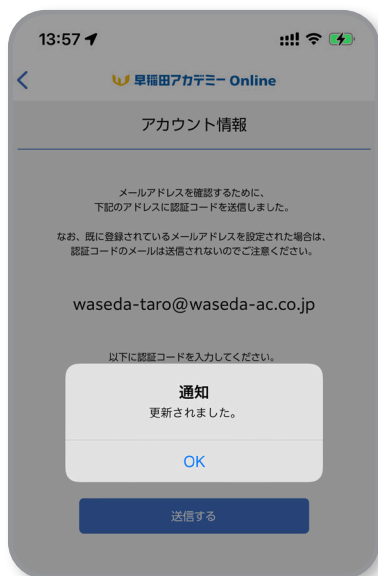 13:57
早稲田アカデミー Online
アカウント情報
メールアドレスを確認するために、
下記のアドレスに認証コードを送信しました。
なお、既に登録されているメールアドレスを設定された場合は、
認証コードのメールは送信されないのでご注意ください。
waseda-taro@waseda-ac.co.jp
以下に認証コードを入力してください。
通知
更新されました。
OK
送信する